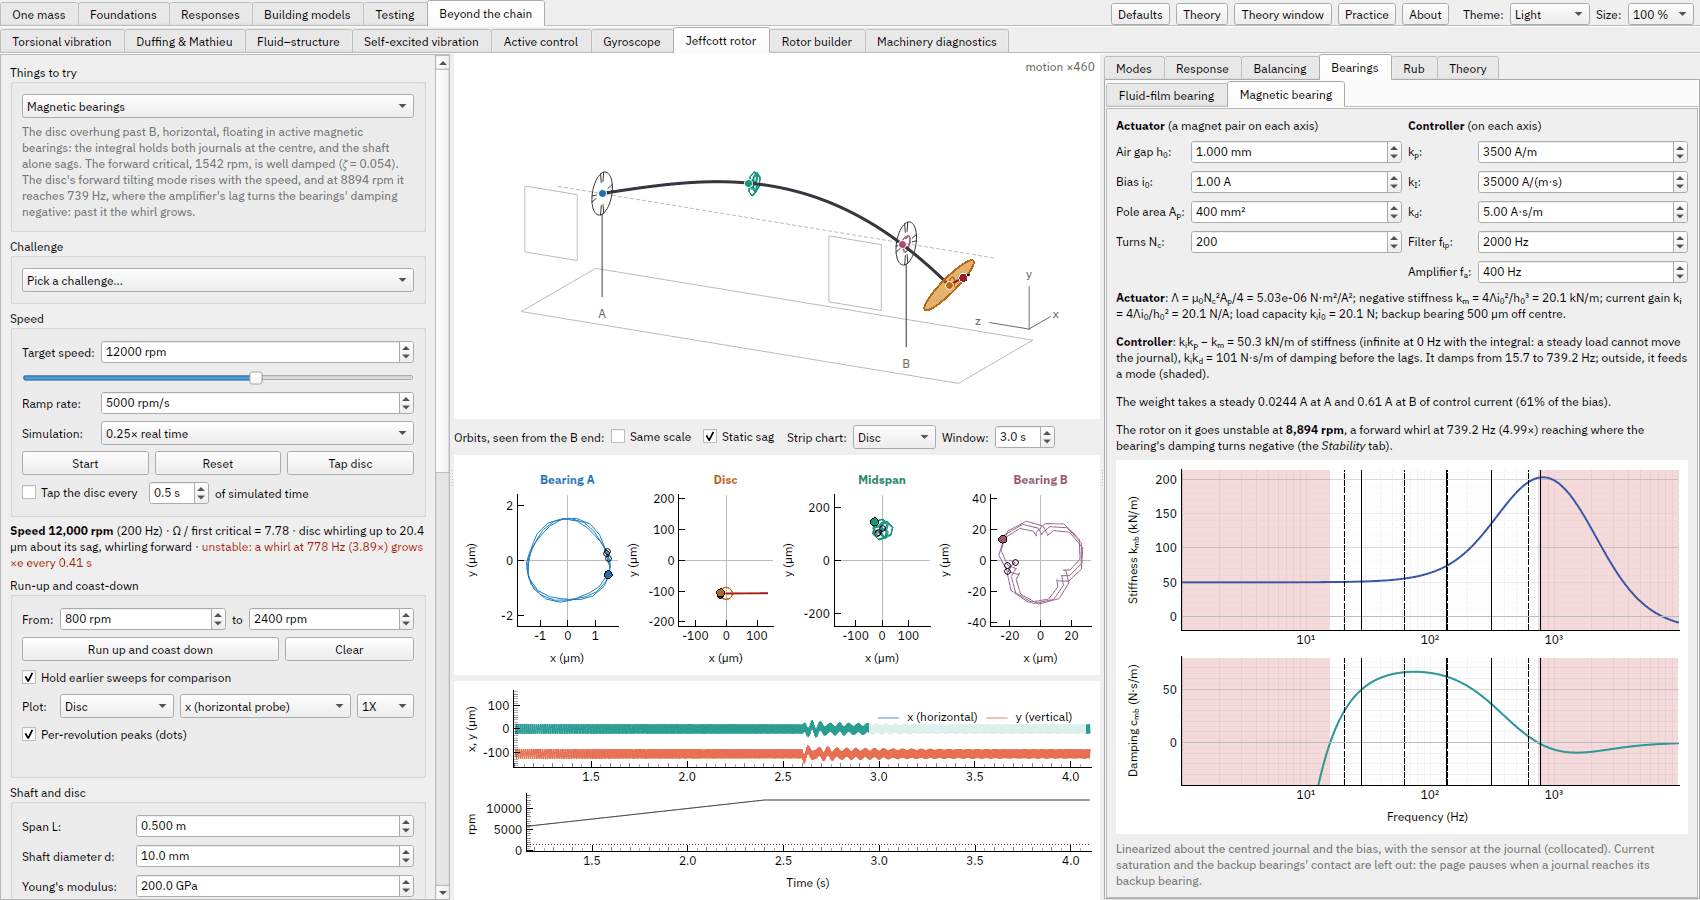 One mass Foundations Responses Building models Testing Beyond the chain Defaults Theory Theory window Practice About Theme: Light Size: 100 %
Torsional vibration Duffing & Mathieu Fluid–structure Self-excited vibration Active control Gyroscope Jeffcott rotor Rotor builder Machinery diagnostics
Things to try
Magnetic bearings
The disc overhung past B, horizontal, floating in active magnetic
bearings: the integral holds both journals at the centre, and the shaft
alone sags. The forward critical, 1542 rpm, is well damped (ζ = 0.054).
The disc's forward tilting mode rises with the speed, and at 8894 rpm it
reaches 739 Hz, where the amplifier's lag turns the bearings' damping
negative: past it the whirl grows.
Challenge
Pick a challenge...
Speed
Target speed: 12000 rpm
Ramp rate: 5000 rpm/s
Simulation: 0.25× real time
Start Reset Tap disc
Tap the disc every 0.5 s of simulated time
Speed 12,000 rpm (200 Hz) · Ω / first critical = 7.78 · disc whirling up to 20.4
µm about its sag, whirling forward · unstable: a whirl at 778 Hz (3.89×) grows
×e every 0.41 s
Run-up and coast-down
From: 800 rpm to 2400 rpm
Run up and coast down Clear
Hold earlier sweeps for comparison
Plot: Disc x (horizontal probe) 1X
Per-revolution peaks (dots)
Shaft and disc
Span L: 0.500 m
Shaft diameter d: 10.0 mm
Young's modulus: 200.0 GPa
motion ×460
A
B
y
x
z
Orbits, seen from the B end: Same scale Static sag Strip chart: Disc Window: 3.0 s
Bearing A Disc Midspan Bearing B
y (µm) 2 0 -2
-1 0 1
x (µm)
y (µm) 200 100 0 -100 -200
-100 0 100
x (µm)
y (µm) 200 0 -200
-100 0 100
x (µm)
y (µm) 40 20 0 -20 -40
-20 0 20
x (µm)
x, y (µm) 100 0 -100
x (horizontal) y (vertical)
1.5 2.0 2.5 3.0 3.5 4.0
rpm 10000 5000 0
1.5 2.0 2.5 3.0 3.5 4.0
Time (s)
Modes Response Balancing Bearings Rub Theory
Fluid-film bearing Magnetic bearing
Actuator (a magnet pair on each axis) Controller (on each axis)
Air gap h₀: 1.000 mm kₚ: 3500 A/m
Bias i₀: 1.00 A kᵢ: 35000 A/(m·s)
Pole area Aₚ: 400 mm² k_d: 5.00 A·s/m
Turns N_c: 200 Filter f_lp: 2000 Hz
Amplifier fₐ: 400 Hz
Actuator: Λ = µ₀N_c²Aₚ/4 = 5.03e-06 N·m²/A²; negative stiffness kₘ = 4Λi₀²/h₀³ = 20.1 kN/m; current gain kᵢ
= 4Λi₀/h₀² = 20.1 N/A; load capacity kᵢi₀ = 20.1 N; backup bearing 500 µm off centre.
Controller: kᵢkₚ − kₘ = 50.3 kN/m of stiffness (infinite at 0 Hz with the integral: a steady load cannot move
the journal), kᵢk_d = 101 N·s/m of damping before the lags. It damps from 15.7 to 739.2 Hz; outside, it feeds
a mode (shaded).
The weight takes a steady 0.0244 A at A and 0.61 A at B of control current (61% of the bias).
The rotor on it goes unstable at 8,894 rpm, a forward whirl at 739.2 Hz (4.99×) reaching where the
bearing's damping turns negative (the Stability tab).
Stiffness k_mb (kN/m) 200 150 100 50 0
10¹ 10² 10³
Damping c_mb (N·s/m) 50 0
10¹ 10² 10³
Frequency (Hz)
Linearized about the centred journal and the bias, with the sensor at the journal (collocated). Current
saturation and the backup bearings' contact are left out: the page pauses when a journal reaches its
backup bearing.